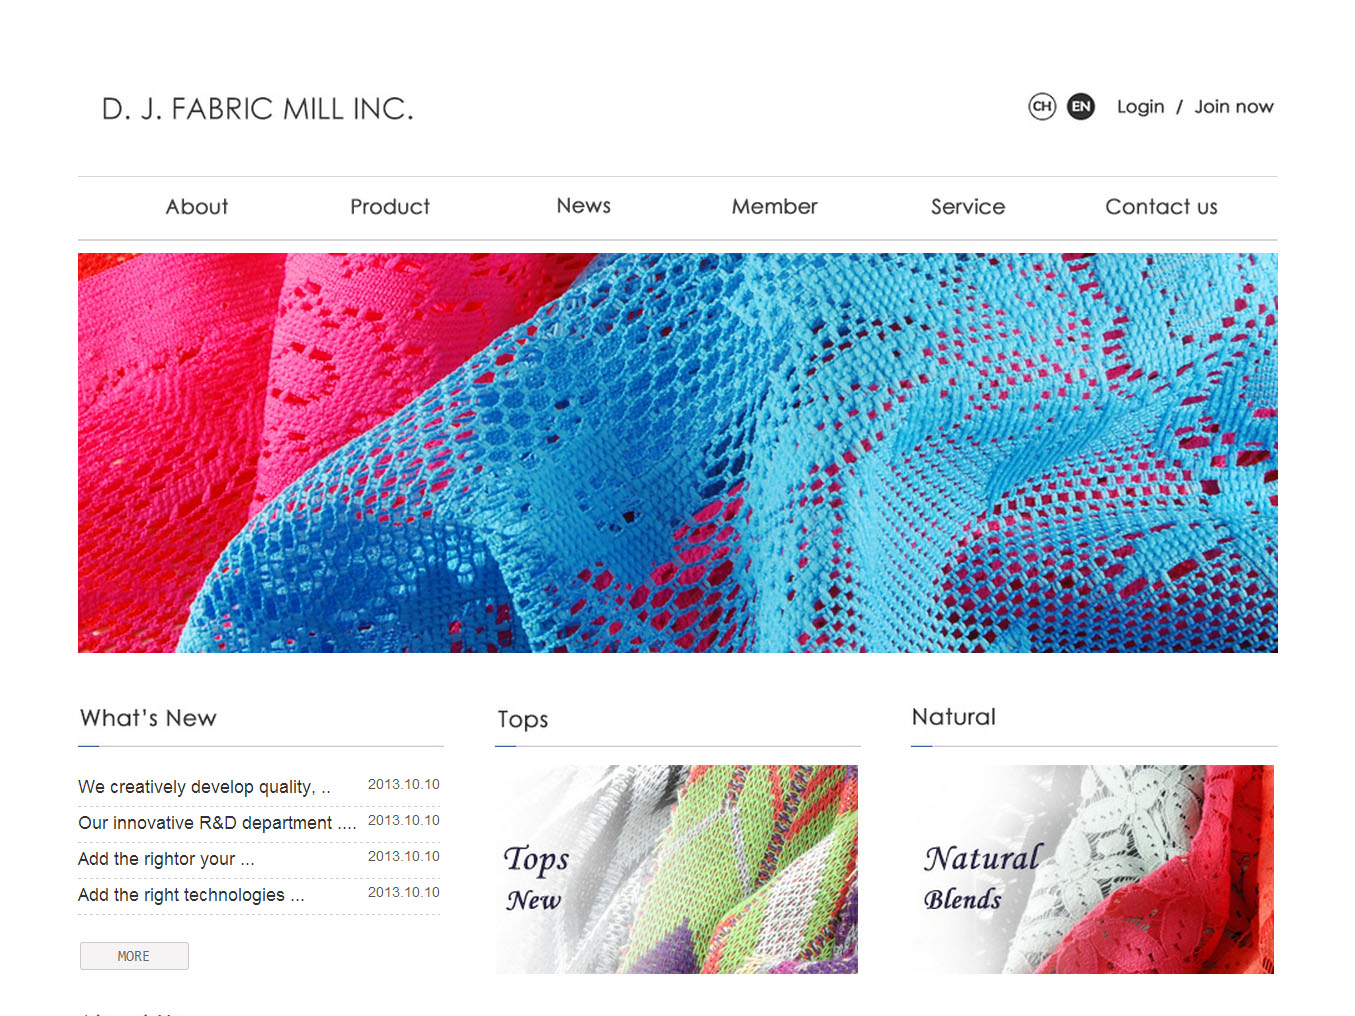 D. J. FABRIC MILL INC.
CH EN Login / Join now
About Product News Member Service Contact us
What's New
We creatively develop quality, .. 2013.10.10
Our innovative R&D department .... 2013.10.10
Add the rightor your ... 2013.10.10
Add the right technologies ... 2013.10.10
MORE
Tops
Tops
New
Natural
Natural
Blends